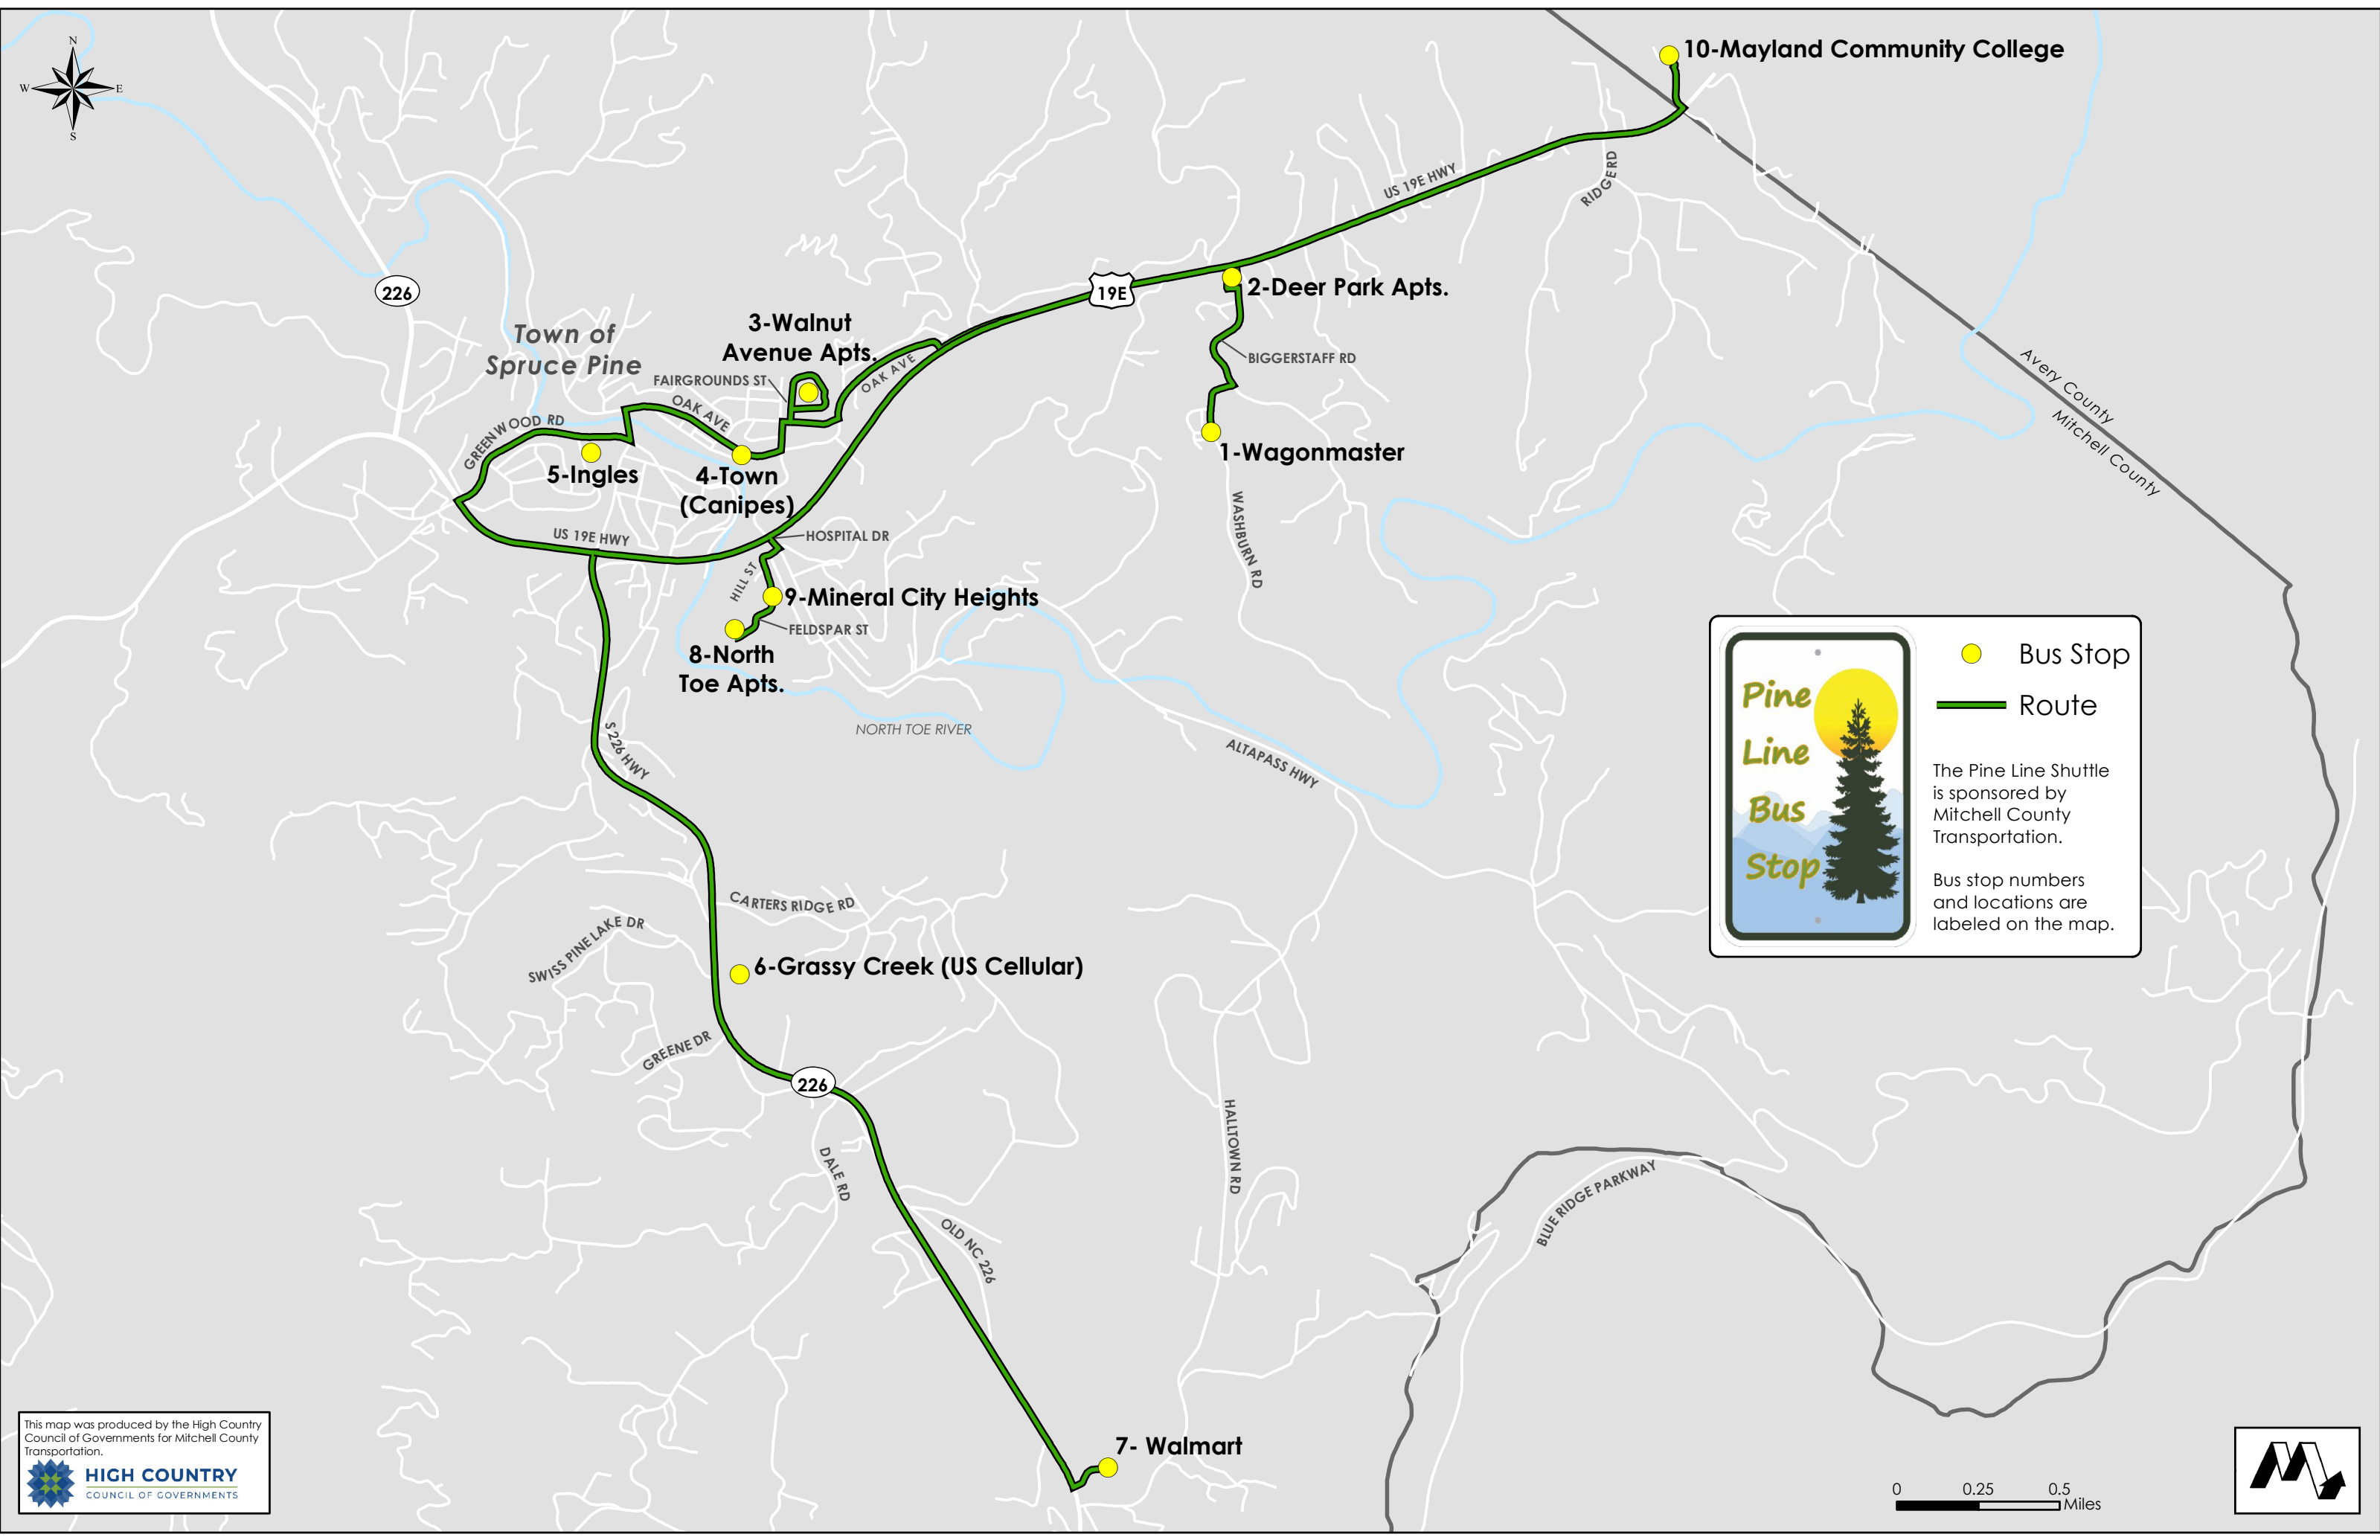 N
W
E
S
10-Mayland Community College
US 19E HWY
RIDGE RD
226
19E
2-Deer Park Apts.
Town of
Spruce Pine
3-Walnut
Avenue Apts.
FAIRGROUNDS ST
OAK AVE
OAK AVE
BIGGERSTAFF RD
Avery County
Mitchell County
GREENWOOD RD
5-Ingles
4-Town
(Canipes)
1-Wagonmaster
US 19E HWY
HOSPITAL DR
WASHBURN RD
HILL ST
9-Mineral City Heights
FELDSPAR ST
8-North
Toe Apts.
NORTH TOE RIVER
S 226 HWY
ALTAPASS HWY
Pine
Line
Bus
Stop
Bus Stop
Route
The Pine Line Shuttle
is sponsored by
Mitchell County
Transportation.
Bus stop numbers
and locations are
labeled on the map.
CARTERS RIDGE RD
SWISS PINE LAKE DR
6-Grassy Creek (US Cellular)
GREENE DR
226
HALLTOWN RD
DALE RD
BLUE RIDGE PARKWAY
OLD NC 226
7- Walmart
This map was produced by the High Country
Council of Governments for Mitchell County
Transportation.
HIGH COUNTRY
COUNCIL OF GOVERNMENTS
0 0.25 0.5
Miles